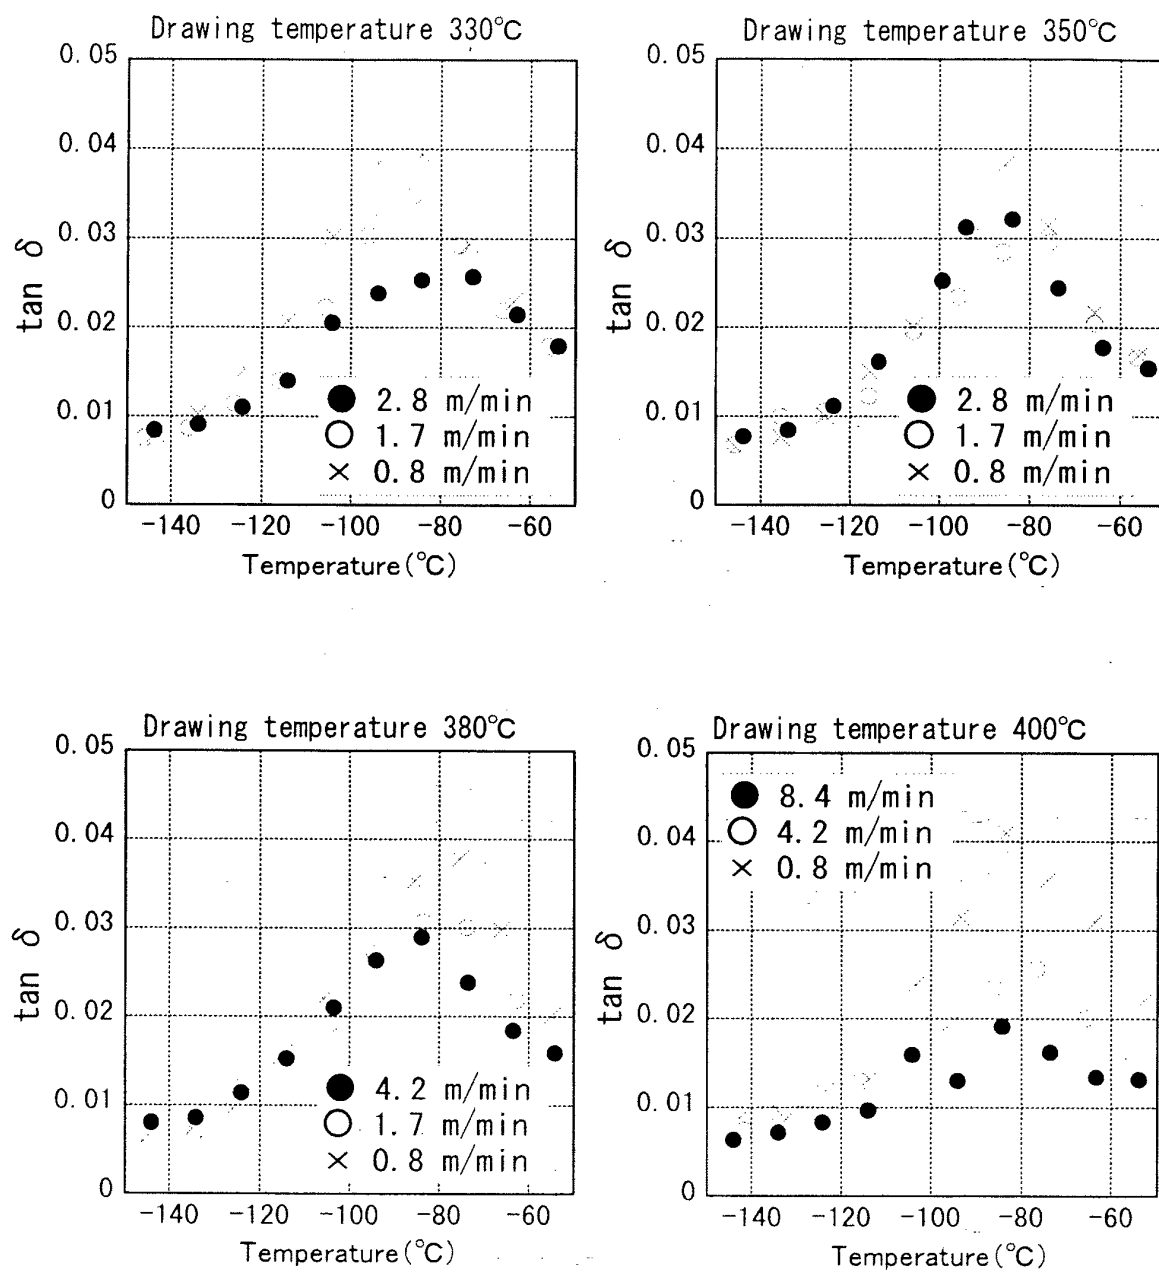 Drawing temperature 330℃
0.05
0.04
0.03
0.02
0.01
0
tan δ
2.8 m/min
1.7 m/min
0.8 m/min
-140 -120 -100 -80 -60
Temperature(℃)
Drawing temperature 350℃
0.05
0.04
0.03
0.02
0.01
0
tan δ
2.8 m/min
1.7 m/min
0.8 m/min
-140 -120 -100 -80 -60
Temperature(℃)
Drawing temperature 380℃
0.05
0.04
0.03
0.02
0.01
0
tan δ
4.2 m/min
1.7 m/min
0.8 m/min
-140 -120 -100 -80 -60
Temperature(℃)
Drawing temperature 400℃
0.05
0.04
0.03
0.02
0.01
0
tan δ
8.4 m/min
4.2 m/min
0.8 m/min
-140 -120 -100 -80 -60
Temperature(℃)